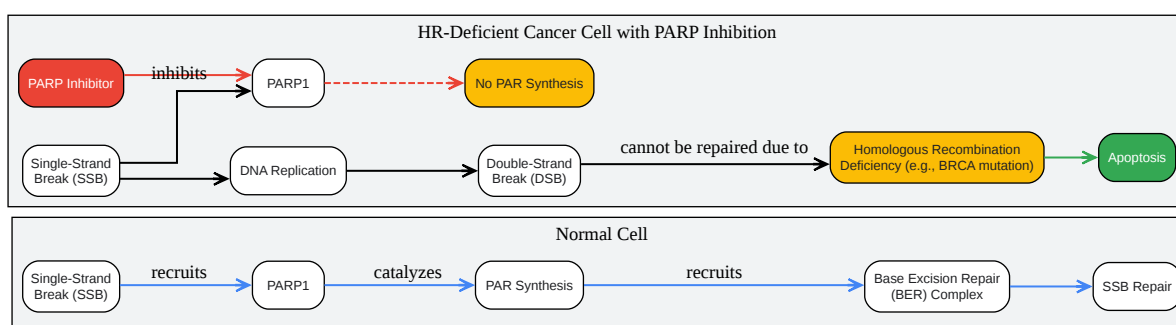 HR-Deficient Cancer Cell with PARP Inhibition
PARP Inhibitor
inhibits
PARP1
No PAR Synthesis
Single-Strand
Break (SSB)
DNA Replication
Double-Strand
Break (DSB)
cannot be repaired due to
Homologous Recombination
Deficiency (e.g., BRCA mutation)
Apoptosis
Normal Cell
Single-Strand
Break (SSB)
recruits
PARP1
catalyzes
PAR Synthesis
recruits
Base Excision Repair
(BER) Complex
SSB Repair